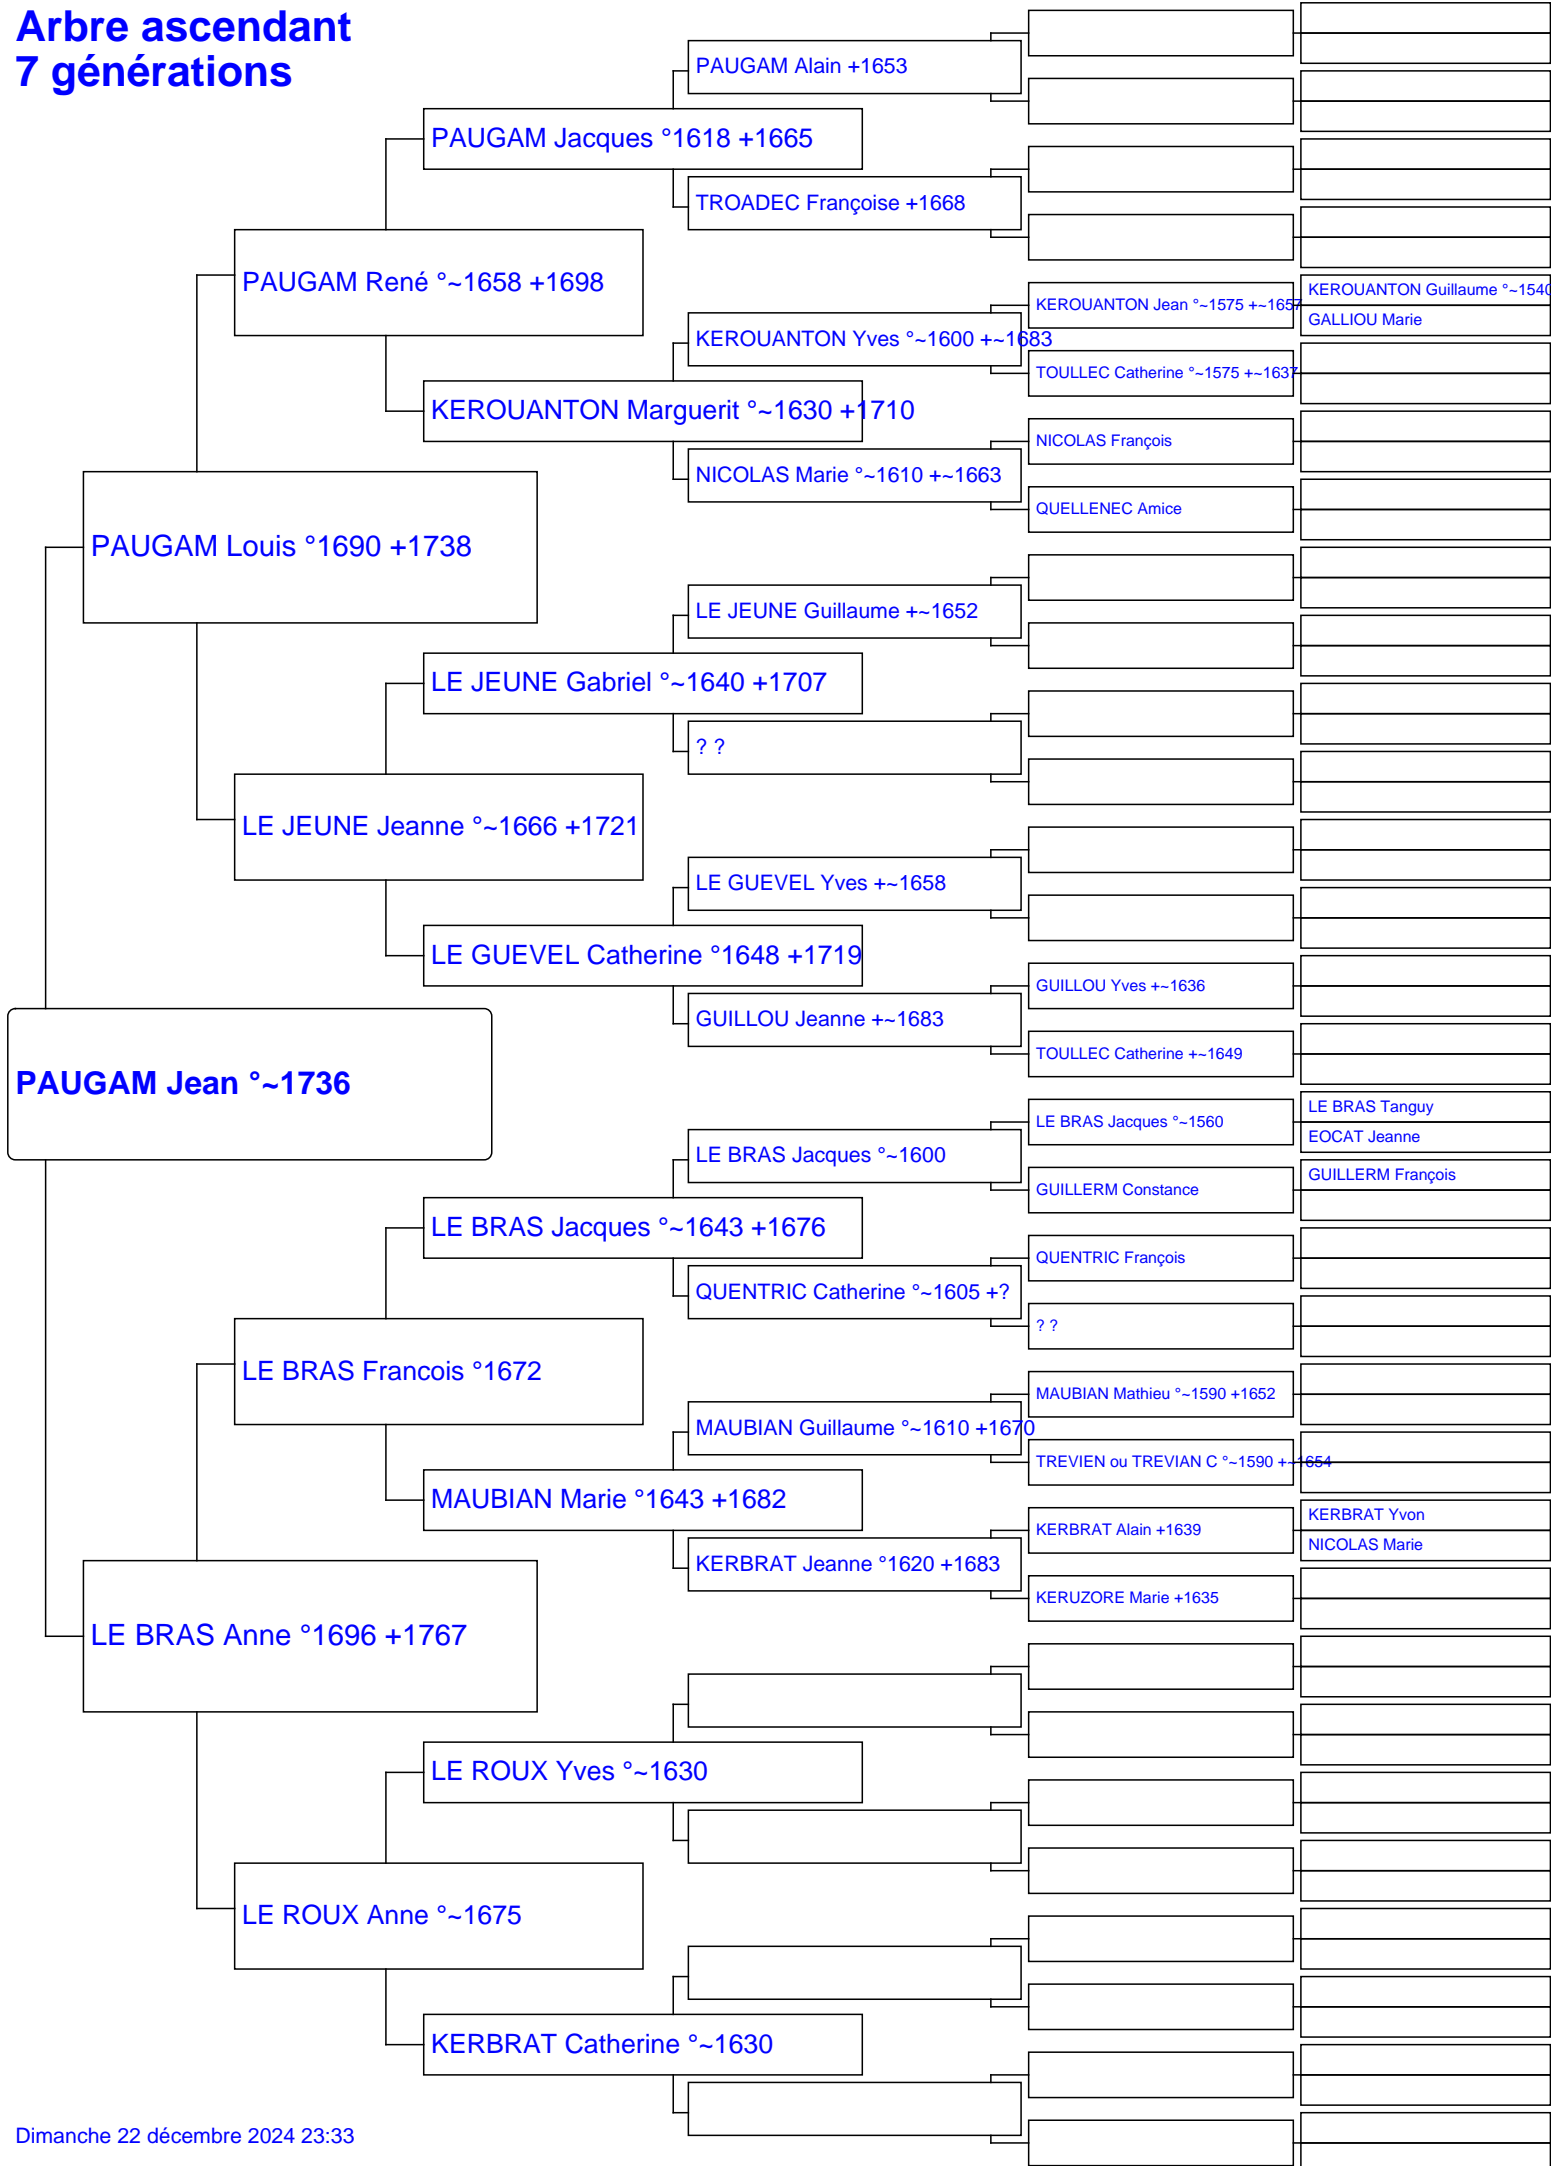 Arbre ascendant
7 générations
PAUGAM Alain +1653
PAUGAM Jacques °1618 +1665
TROADEC Françoise +1668
PAUGAM René °~1658 +1698
KEROUANTON Guillaume °~1540
KEROUANTON Jean °~1575 +~1657
GALLIOU Marie
KEROUANTON Yves °~1600 +~1683
TOULLEC Catherine °~1575 +~1637
KEROUANTON Marguerit °~1630 +1710
NICOLAS François
NICOLAS Marie °~1610 +~1663
QUELLENEC Amice
PAUGAM Louis °1690 +1738
LE JEUNE Guillaume +~1652
LE JEUNE Gabriel °~1640 +1707
? ?
LE JEUNE Jeanne °~1666 +1721
LE GUEVEL Yves +~1658
LE GUEVEL Catherine °1648 +1719
GUILLOU Yves +~1636
GUILLOU Jeanne +~1683
TOULLEC Catherine +~1649
PAUGAM Jean °~1736
LE BRAS Tanguy
LE BRAS Jacques °~1560
EOCAT Jeanne
LE BRAS Jacques °~1600
GUILLERM François
GUILLERM Constance
LE BRAS Jacques °~1643 +1676
QUENTRIC François
QUENTRIC Catherine °~1605 +?
? ?
LE BRAS Francois °1672
MAUBIAN Mathieu °~1590 +1652
MAUBIAN Guillaume °~1610 +1670
TREVIEN ou TREVIAN C °~1590 +~1654
MAUBIAN Marie °1643 +1682
KERBRAT Yvon
KERBRAT Alain +1639
NICOLAS Marie
KERBRAT Jeanne °1620 +1683
KERUZORE Marie +1635
LE BRAS Anne °1696 +1767
LE ROUX Yves °~1630
LE ROUX Anne °~1675
KERBRAT Catherine °~1630
Dimanche 22 décembre 2024 23:33